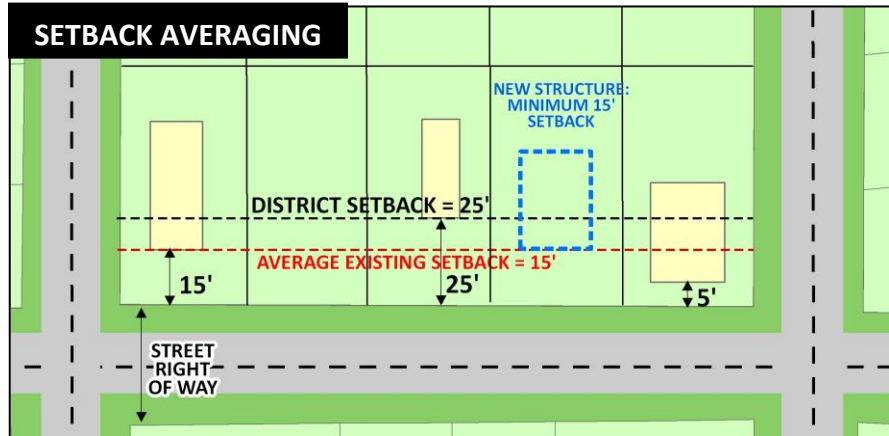 SETBACK AVERAGING
NEW STRUCTURE:
MINIMUM 15'
SETBACK
DISTRICT SETBACK = 25'
AVERAGE EXISTING SETBACK = 15'
15'
25'
5'
STREET
RIGHT
OF WAY